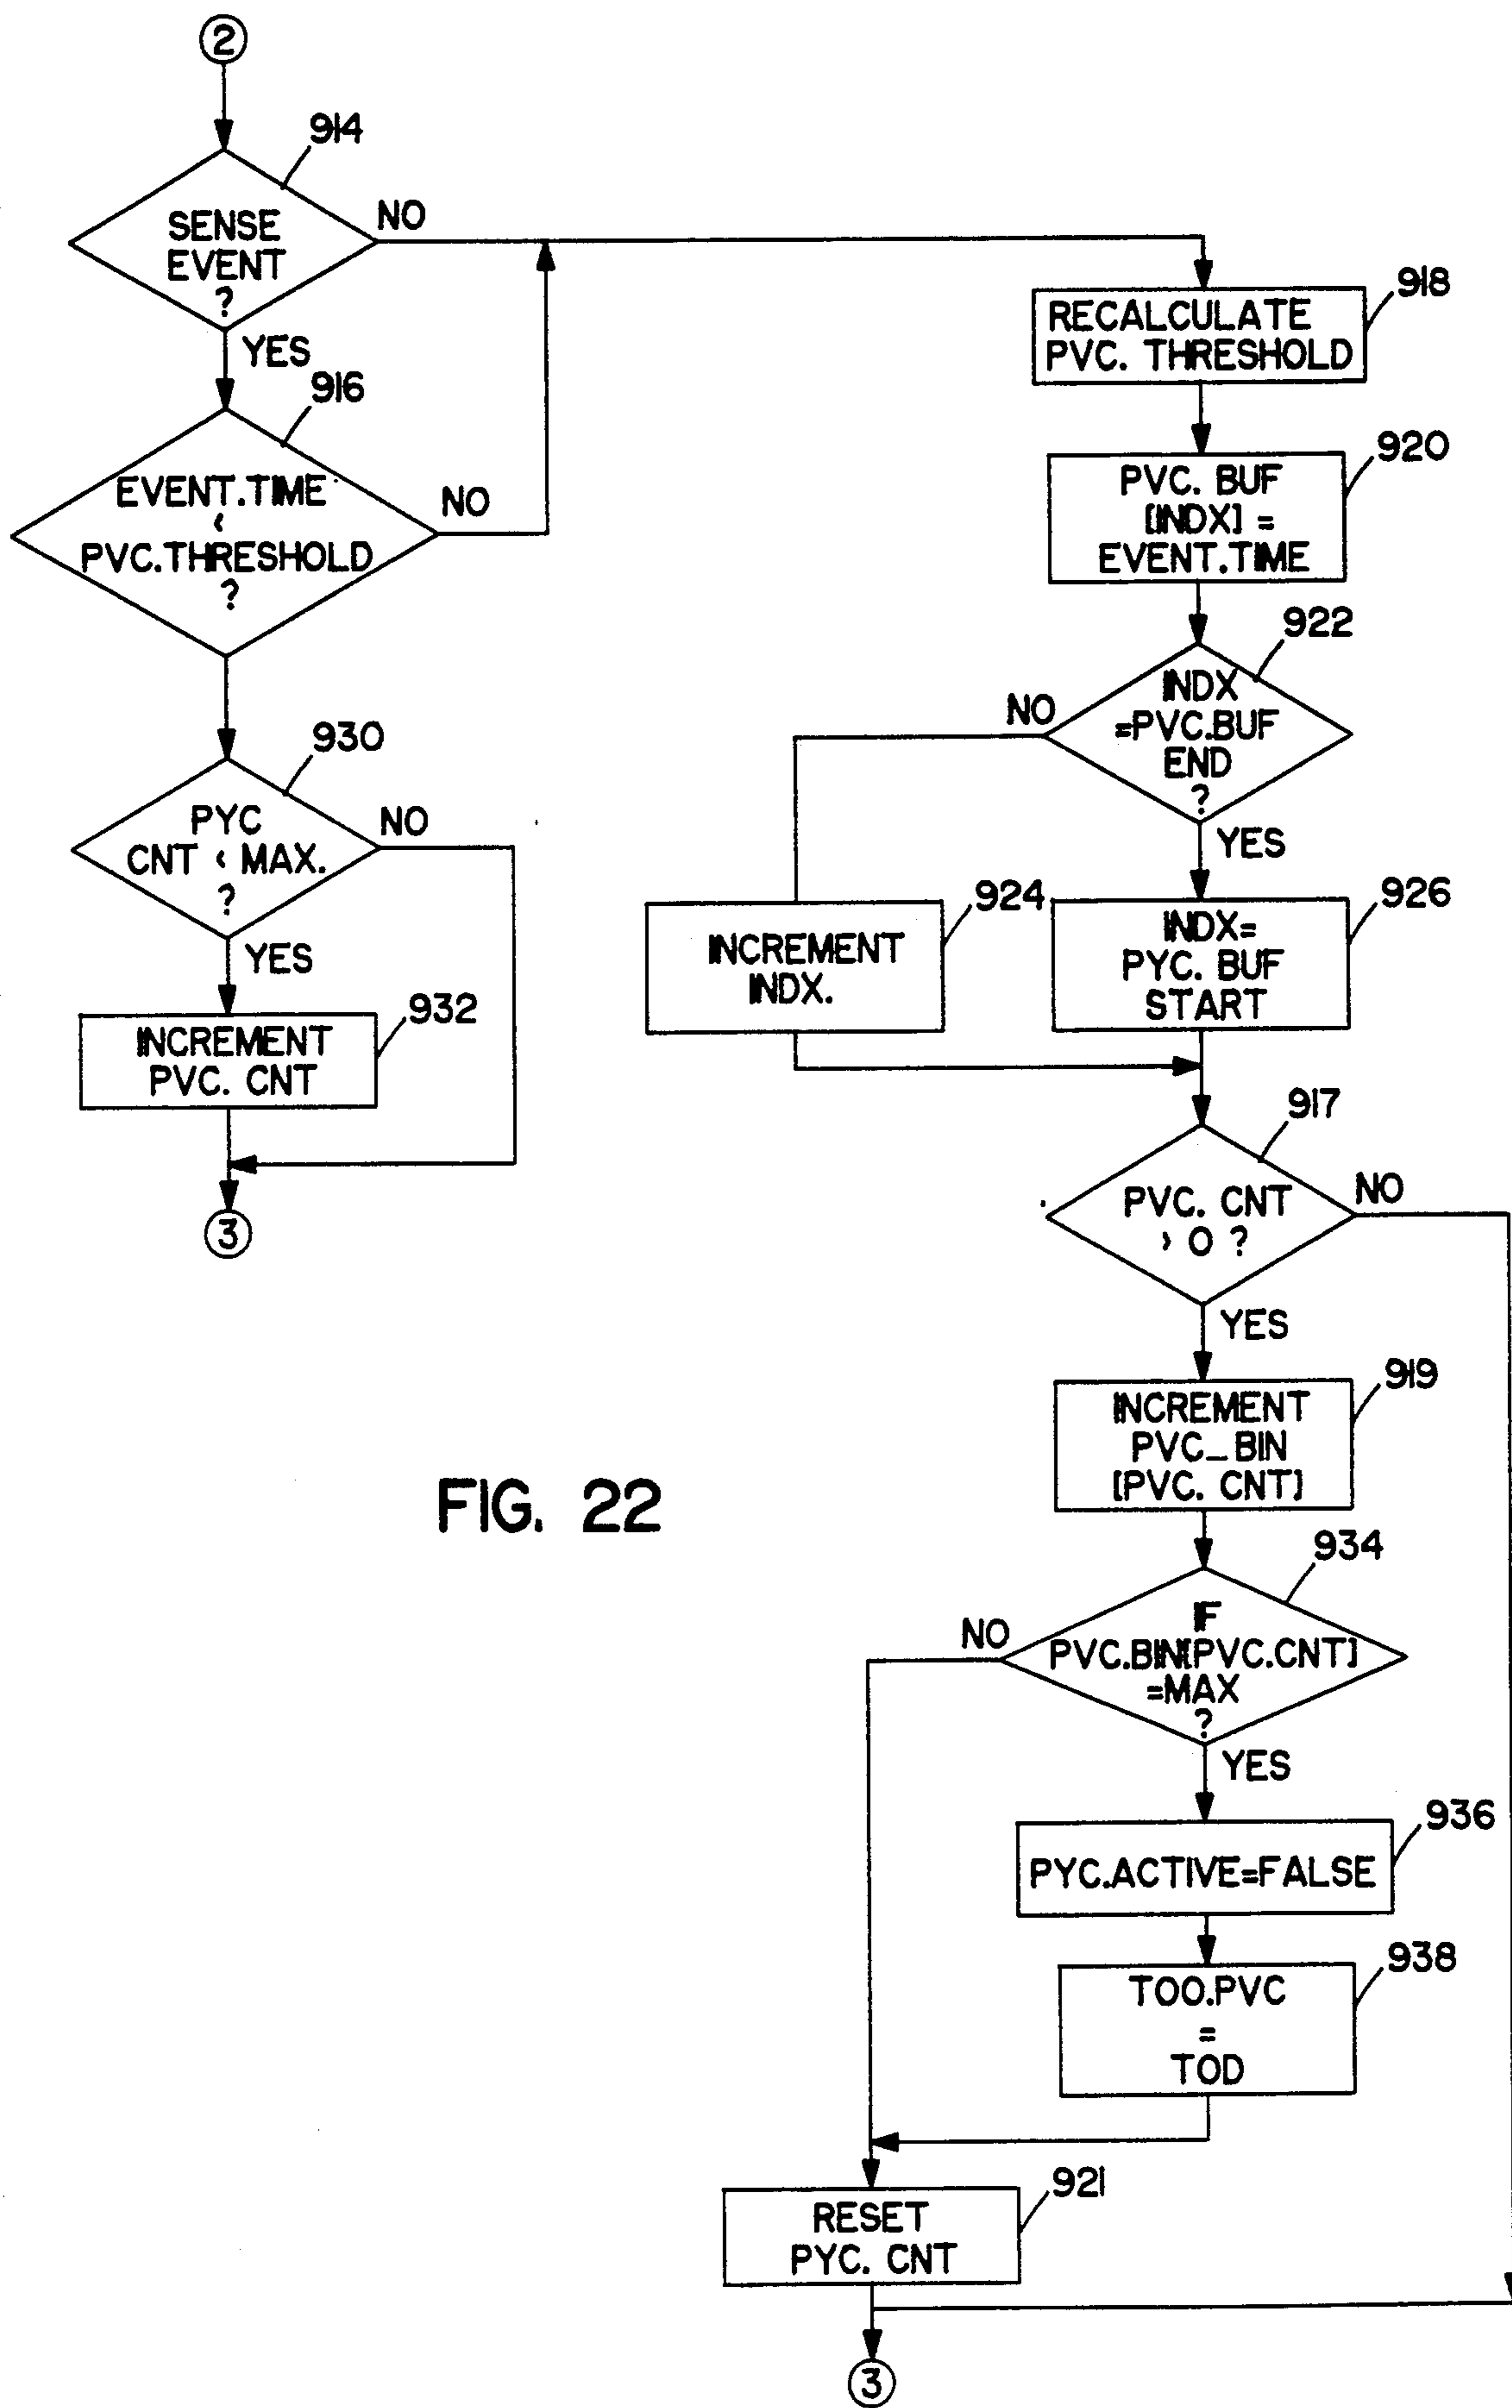 2
914
SENSE
EVENT
?
NO
YES
916
EVENT.TIME
<
PVC.THRESHOLD
?
NO
930
PYC
CNT < MAX.
?
NO
YES
932
INCREMENT
PVC. CNT
3
918
RECALCULATE
PVC. THRESHOLD
920
PVC. BUF
[INDX] =
EVENT.TIME
922
INDX
=PVC.BUF
END
?
NO
YES
924
INCREMENT
INDX.
926
INDX=
PYC. BUF
START
917
PVC. CNT
> 0 ?
NO
YES
919
INCREMENT
PVC_BIN
[PVC. CNT]
934
IF
PVC.BIN[PVC.CNT]
=MAX
?
NO
YES
936
PYC.ACTIVE=FALSE
938
TOO.PVC
=
TOD
921
RESET
PYC. CNT
3
FIG. 22